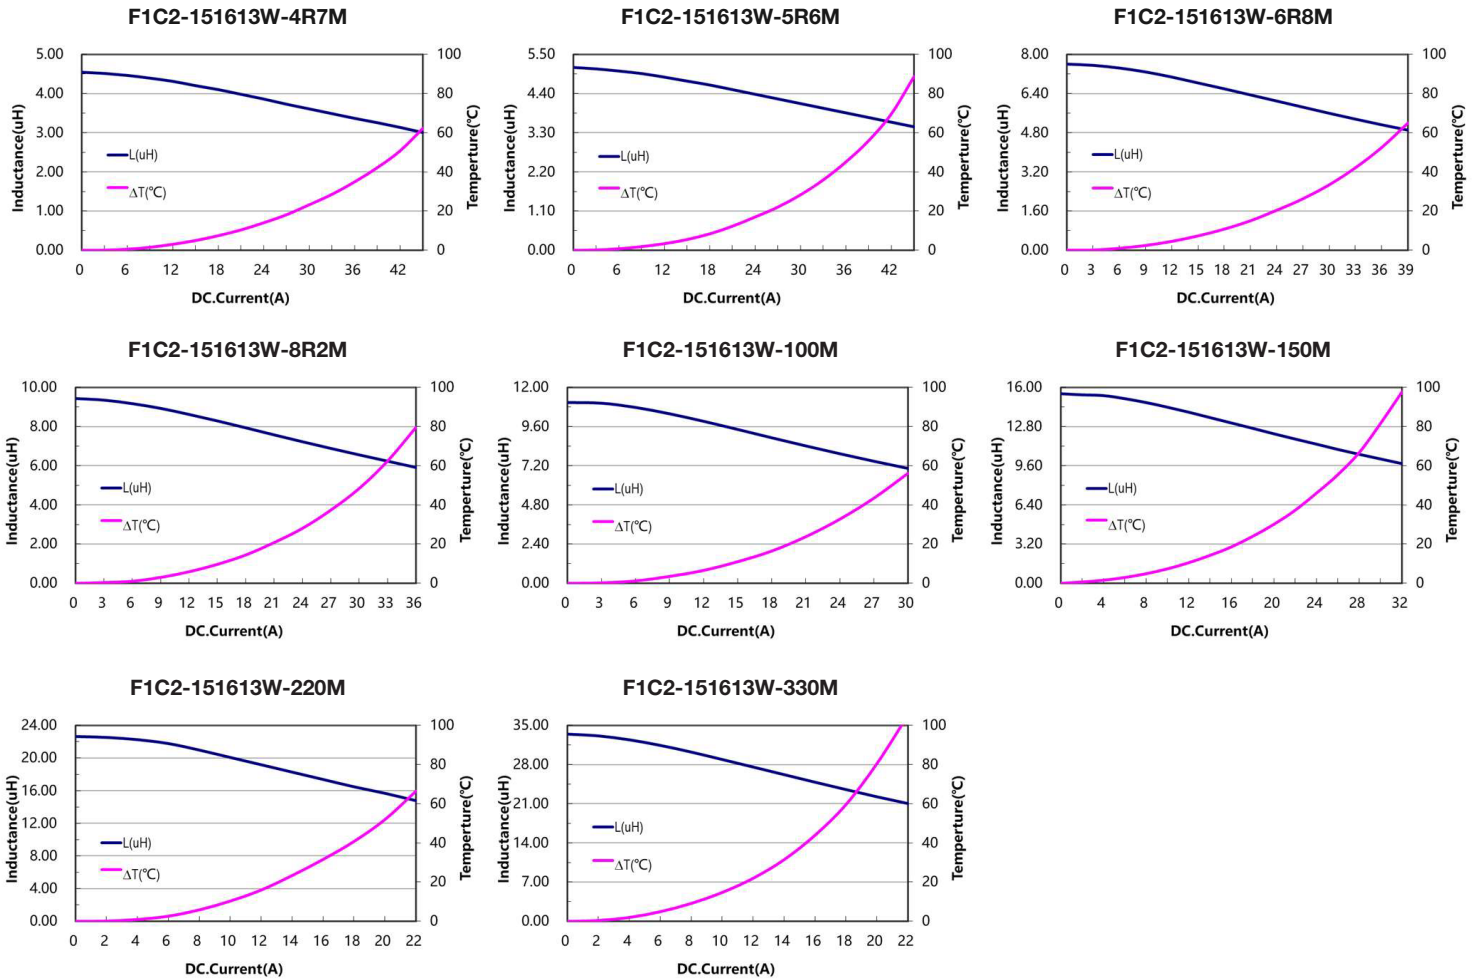 F1C2-151613W-4R7M
5.00
4.00
3.00
2.00
1.00
0.00
100
80
60
40
20
0
Inductance(uH)
Temperture(℃)
L(uH)
ΔT(℃)
0 6 12 18 24 30 36 42
DC.Current(A)
F1C2-151613W-5R6M
5.50
4.40
3.30
2.20
1.10
0.00
100
80
60
40
20
0
Inductance(uH)
Temperture(℃)
L(uH)
ΔT(℃)
0 6 12 18 24 30 36 42
DC.Current(A)
F1C2-151613W-6R8M
8.00
6.40
4.80
3.20
1.60
0.00
100
80
60
40
20
0
Inductance(uH)
Temperture(℃)
L(uH)
ΔT(℃)
0 3 6 9 12 15 18 21 24 27 30 33 36 39
DC.Current(A)
F1C2-151613W-8R2M
10.00
8.00
6.00
4.00
2.00
0.00
100
80
60
40
20
0
Inductance(uH)
Temperture(℃)
L(uH)
ΔT(℃)
0 3 6 9 12 15 18 21 24 27 30 33 36
DC.Current(A)
F1C2-151613W-100M
12.00
9.60
7.20
4.80
2.40
0.00
100
80
60
40
20
0
Inductance(uH)
Temperture(℃)
L(uH)
ΔT(℃)
0 3 6 9 12 15 18 21 24 27 30
DC.Current(A)
F1C2-151613W-150M
16.00
12.80
9.60
6.40
3.20
0.00
100
80
60
40
20
0
Inductance(uH)
Temperture(℃)
L(uH)
ΔT(℃)
0 4 8 12 16 20 24 28 32
DC.Current(A)
F1C2-151613W-220M
24.00
20.00
16.00
12.00
8.00
4.00
0.00
100
80
60
40
20
0
Inductance(uH)
Temperture(℃)
L(uH)
ΔT(℃)
0 2 4 6 8 10 12 14 16 18 20 22
DC.Current(A)
F1C2-151613W-330M
35.00
28.00
21.00
14.00
7.00
0.00
100
80
60
40
20
0
Inductance(uH)
Temperture(℃)
L(uH)
ΔT(℃)
0 2 4 6 8 10 12 14 16 18 20 22
DC.Current(A)